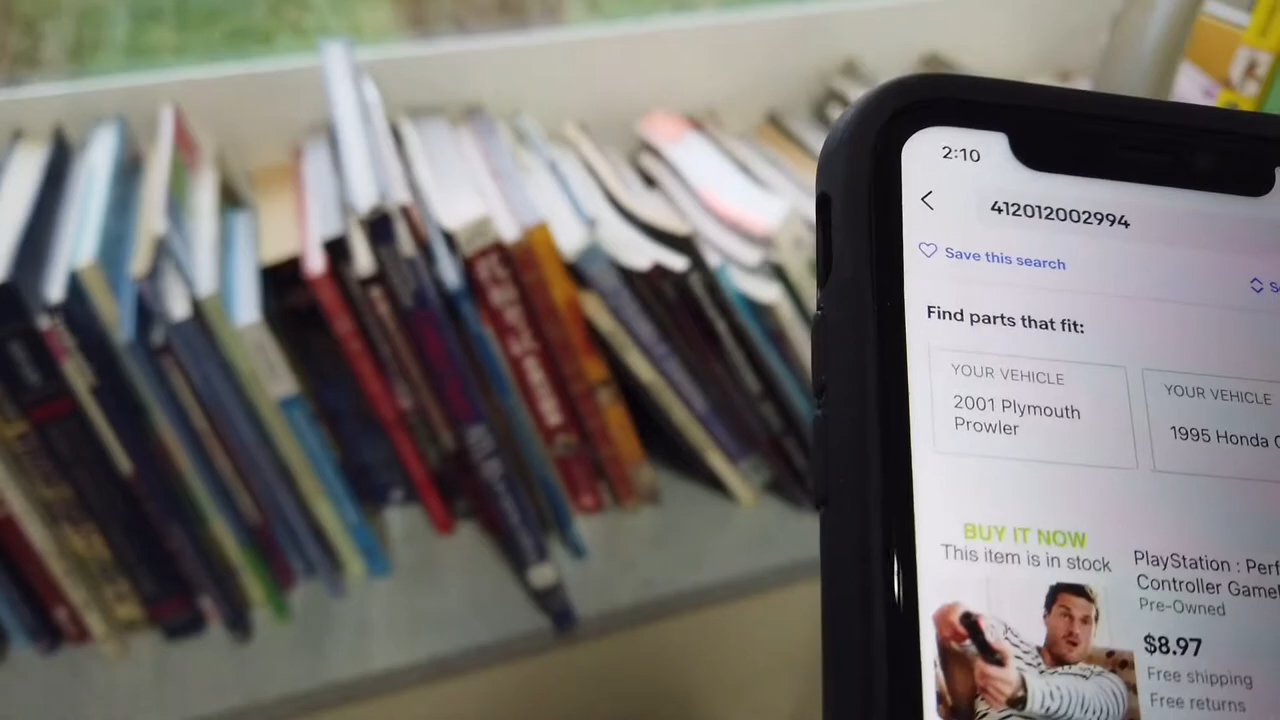 2:10
412012002994
Save this search
Find parts that fit:
YOUR VEHICLE
2001 Plymouth
Prowler
YOUR VEHICLE
1995 Honda
BUY IT NOW
This item is in stock
PlayStation : Perf
Controller Game
Pre-Owned
$8.97
Free shipping
Free returns